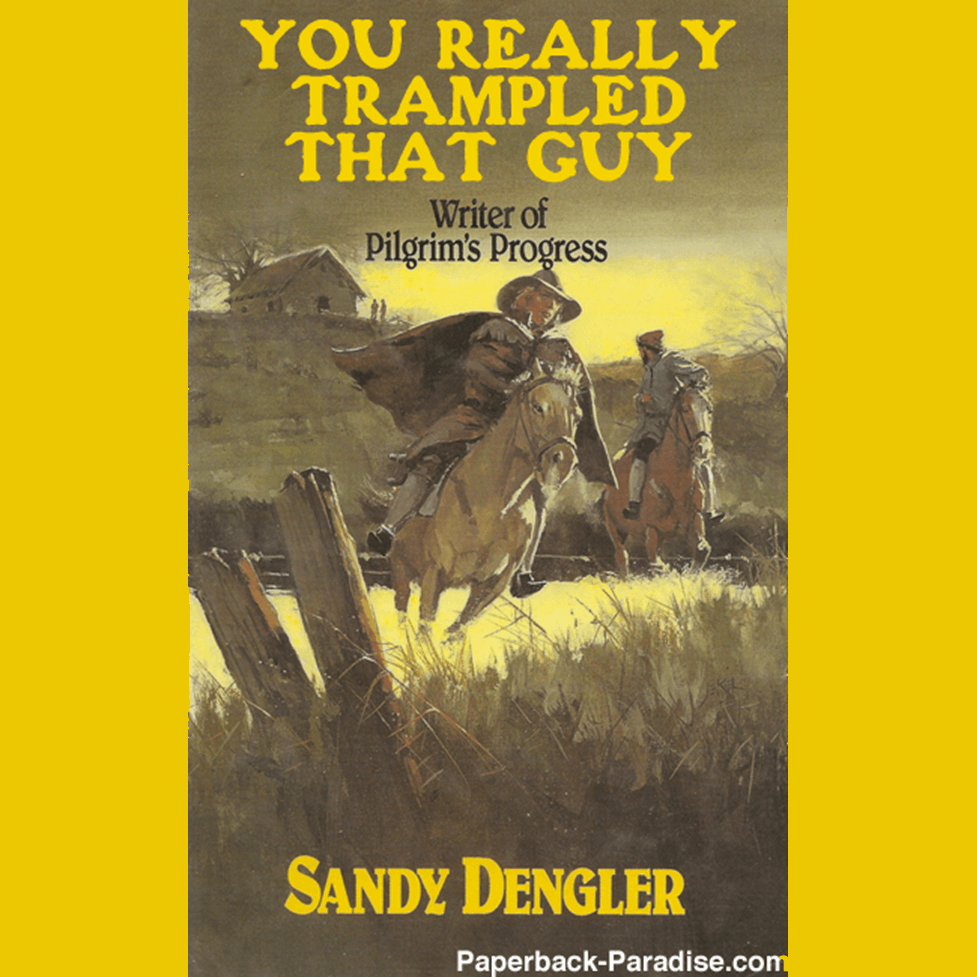 YOU REALLY
TRAMPLED
THAT GUY
Writer of
Pilgrim's Progress
SANDY DENGLER
Paperback-Paradise.com